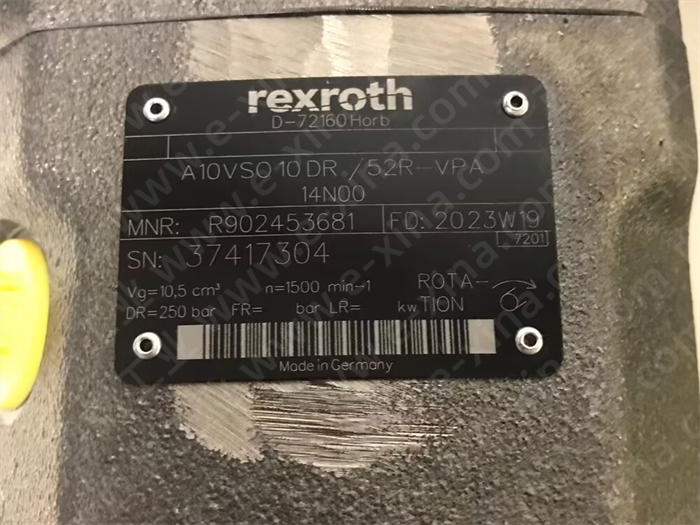 rexroth
D-72160 Horb
A10VSO 10 DR /52R-VPA
14N00
MNR: R902453681 FD: 2023W19
7201
SN: 37417304
Vg=10,5 cm³ n=1500 min-1 ROTA-
DR=250 bar FR= bar LR= kw TION
Made in Germany